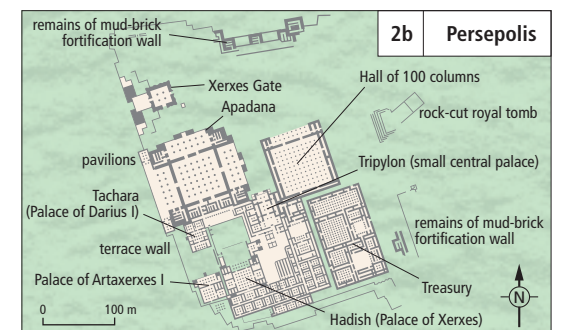 remains of mud-brick
fortification wall
2b Persepolis
Xerxes Gate
Apadana
Hall of 100 columns
rock-cut royal tomb
pavilions
Tripylon (small central palace)
Tachara
(Palace of Darius I)
remains of mud-brick
fortification wall
terrace wall
Palace of Artaxerxes I
Treasury
0 100 m
Hadish (Palace of Xerxes)
N